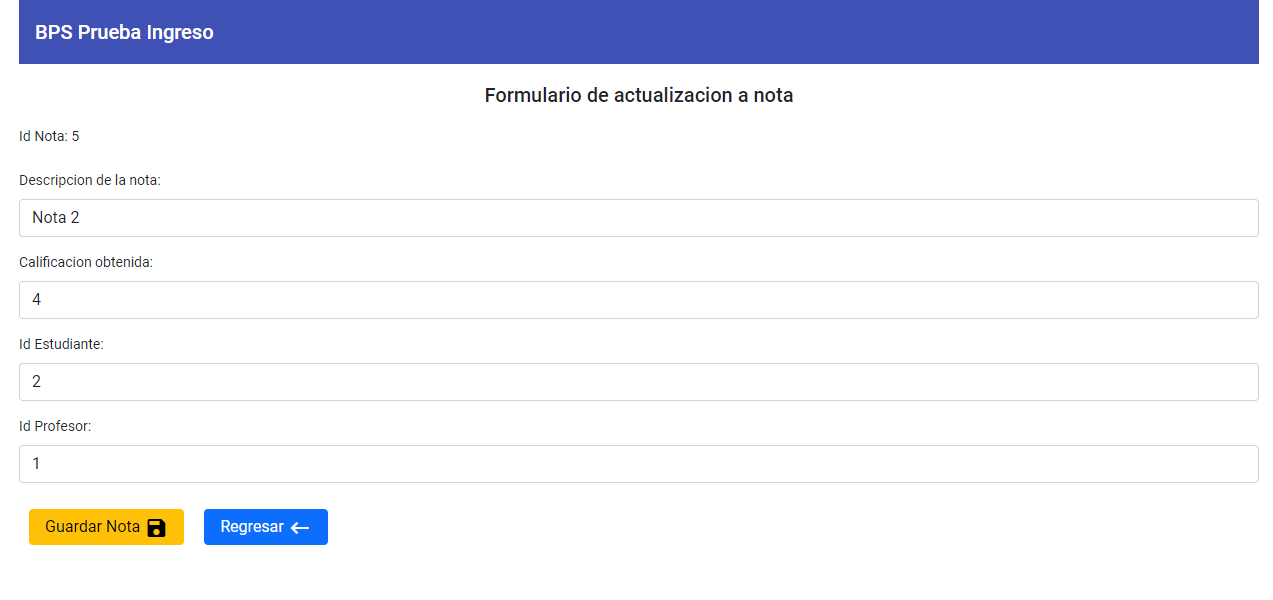 BPS Prueba Ingreso
Formulario de actualizacion a nota
Id Nota: 5
Descripcion de la nota:
Nota 2
Calificacion obtenida:
4
Id Estudiante:
2
Id Profesor:
1
Guardar Nota Regresar